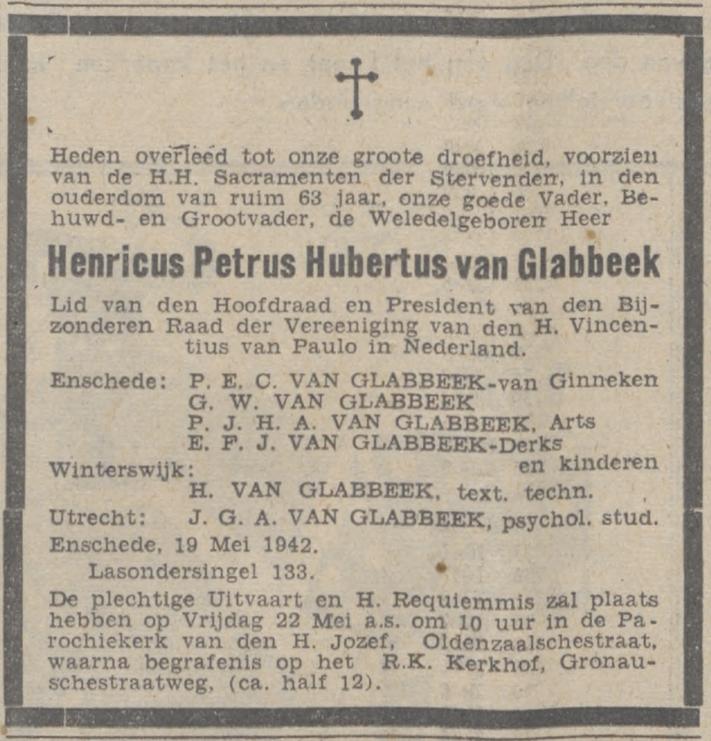 Heden overleed tot onze groote droefheid, voorzien
van de H.H. Sacramenten der Stervenden, in den
ouderdom van ruim 63 jaar, onze goede Vader, Be-
huwd- en Grootvader, de Weledelgeboren Heer
Henricus Petrus Hubertus van Glabbeek
Lid van den Hoofdraad en President van den Bij-
zonderen Raad der Vereeniging van den H. Vincen-
tius van Paulo in Nederland.
Enschede: P. E. C. VAN GLABBEEK-van Ginneken
G. W. VAN GLABBEEK
P. J. H. A. VAN GLABBEEK, Arts
E. F. J. VAN GLABBEEK-Derks
en kinderen
Winterswijk:
H. VAN GLABBEEK, text. techn.
Utrecht: J. G. A. VAN GLABBEEK, psychol. stud.
Enschede, 19 Mei 1942.
Lasondersingel 133.
De plechtige Uitvaart en H. Requiemmis zal plaats
hebben op Vrijdag 22 Mei a.s. om 10 uur in de Pa-
rochiekerk van den H. Jozef, Oldenzaalschestraat,
waarna begrafenis op het R.K. Kerkhof, Gronau-
schestraatweg, (ca. half 12).